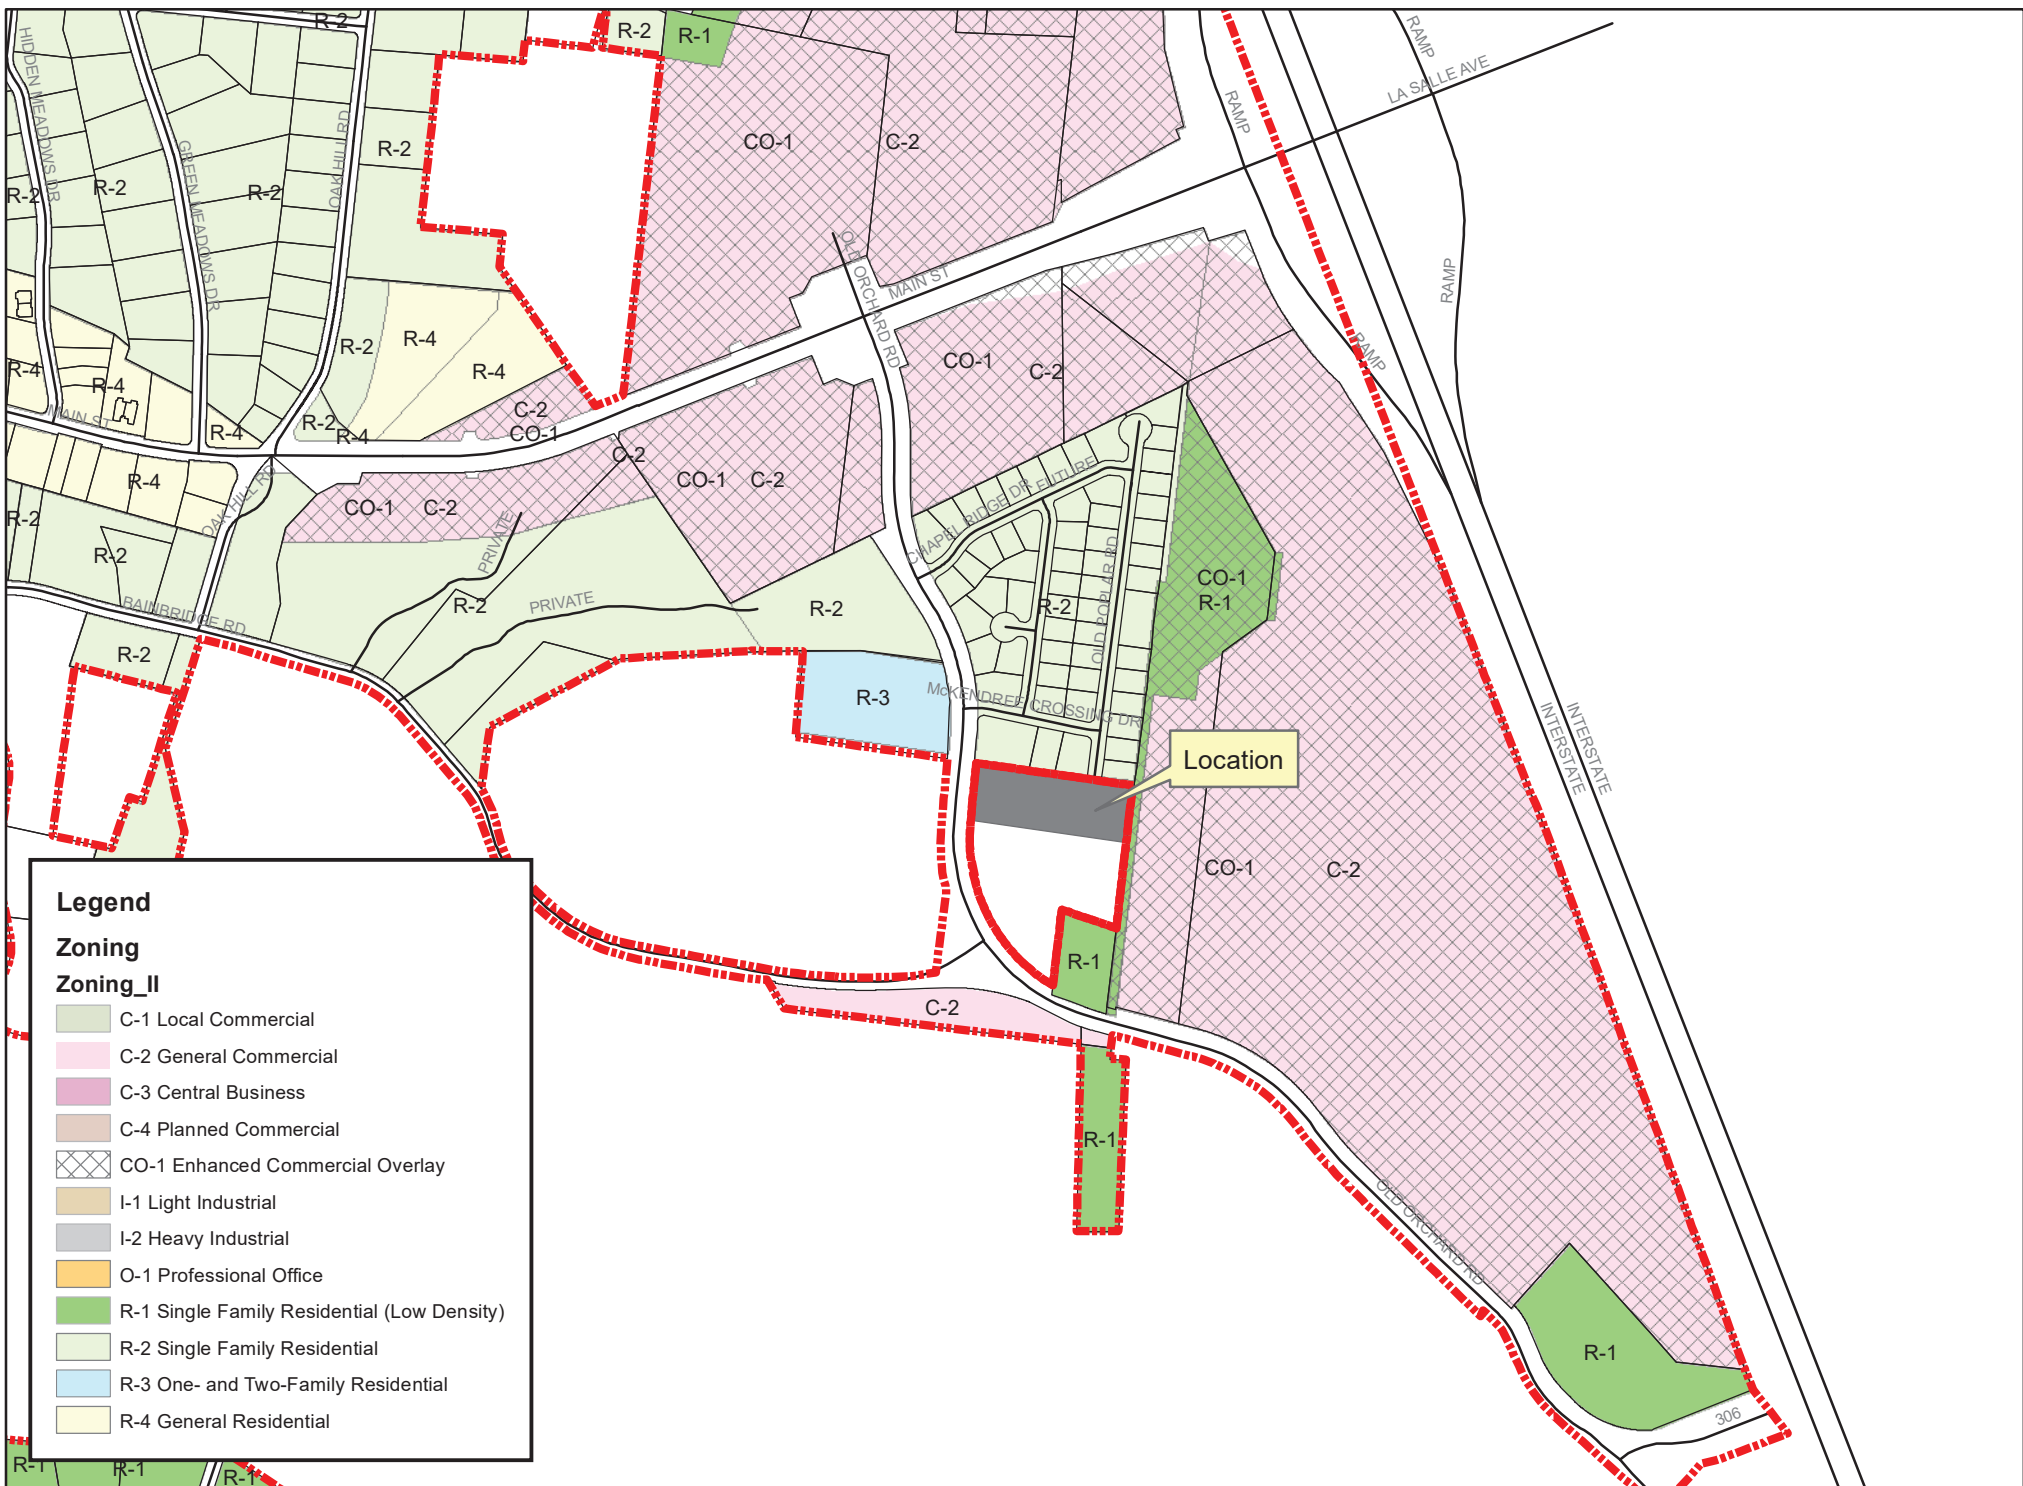 R-2
R-2
R-1
RAMP
LA SALLE AVE
RAMP
HIDDEN MEADOWS DR
GREEN MEADOWS DR
OAK HILL RD
R-2
CO-1
C-2
R-2
R-2
R-2
OLD ORCHARD RD
MAIN ST
RAMP
RAMP
R-2
R-4
R-4
CO-1
C-2
R-4
R-4
C-2
CO-1
MAIN ST
R-4
R-2
R-4
C-2
R-4
OAK HILL RD
CO-1
C-2
CO-1
C-2
R-2
PRIVATE
CHAPEL RIDGE DR FUTURE
R-2
OLD POPLAR RD
CO-1
R-1
BAINBRIDGE RD
R-2
PRIVATE
R-2
R-2
R-2
R-3
McKENDREE CROSSING DR
INTERSTATE
INTERSTATE
Location
CO-1
C-2
R-1
C-2
R-1
OLD ORCHARD RD
R-1
306
Legend
Zoning
Zoning_II
C-1 Local Commercial
C-2 General Commercial
C-3 Central Business
C-4 Planned Commercial
CO-1 Enhanced Commercial Overlay
I-1 Light Industrial
I-2 Heavy Industrial
O-1 Professional Office
R-1 Single Family Residential (Low Density)
R-2 Single Family Residential
R-3 One- and Two-Family Residential
R-4 General Residential
R-1
R-1
R-1